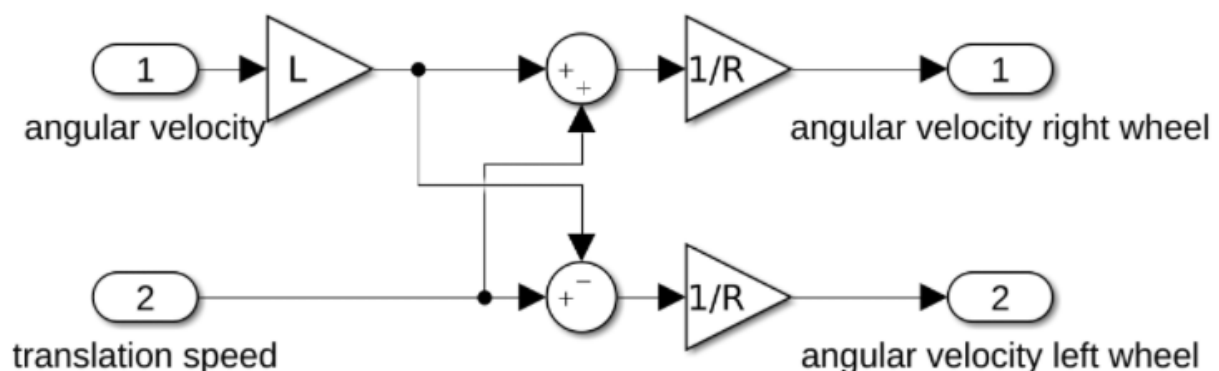 1 L + + 1/R 1
angular velocity angular velocity right wheel
2 + − 1/R 2
translation speed angular velocity left wheel